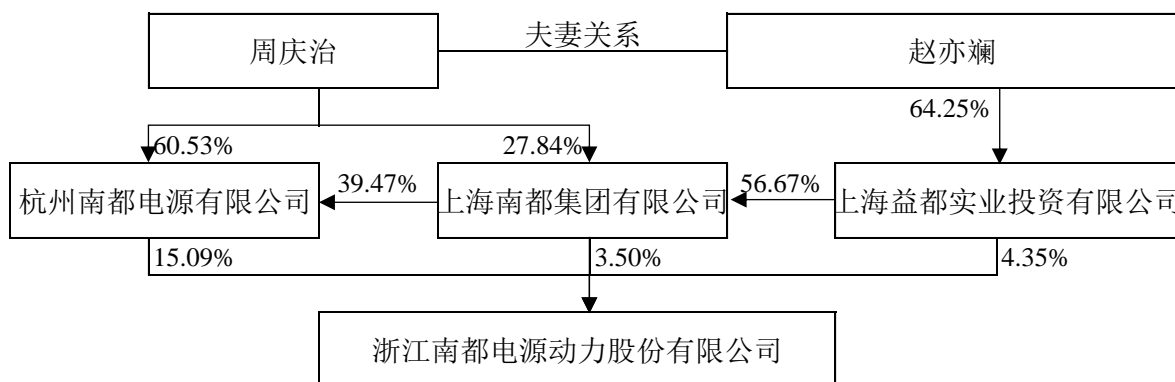 夫妻关系
周庆治
赵亦斓
64.25%
60.53%
27.84%
39.47%
56.67%
杭州南都电源有限公司
上海南都集团有限公司
上海益都实业投资有限公司
15.09%
3.50%
4.35%
浙江南都电源动力股份有限公司